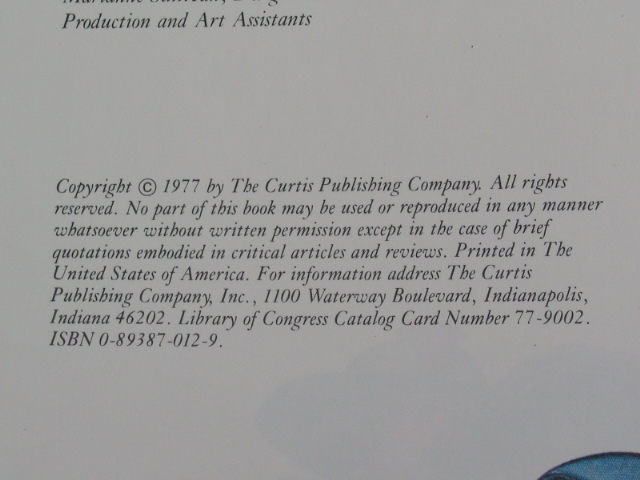 Production and Art Assistants
Copyright © 1977 by The Curtis Publishing Company. All rights
reserved. No part of this book may be used or reproduced in any manner
whatsoever without written permission except in the case of brief
quotations embodied in critical articles and reviews. Printed in The
United States of America. For information address The Curtis
Publishing Company, Inc., 1100 Waterway Boulevard, Indianapolis,
Indiana 46202. Library of Congress Catalog Card Number 77-9002.
ISBN 0-89387-012-9.